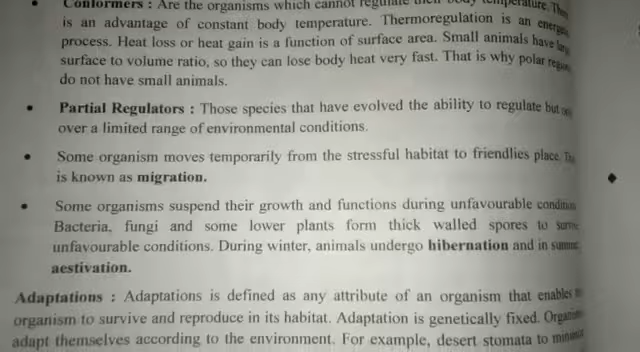 Conformers : Are the organisms which cannot regulate their body temperature. There
is an advantage of constant body temperature. Thermoregulation is an energetic
process. Heat loss or heat gain is a function of surface area. Small animals have large
surface to volume ratio, so they can lose body heat very fast. That is why polar regions
do not have small animals.
• Partial Regulators : Those species that have evolved the ability to regulate but only
over a limited range of environmental conditions.
• Some organism moves temporarily from the stressful habitat to friendlies place. This
is known as migration.
• Some organisms suspend their growth and functions during unfavourable condition
Bacteria, fungi and some lower plants form thick walled spores to survive
unfavourable conditions. During winter, animals undergo hibernation and in summer
aestivation.
Adaptations : Adaptations is defined as any attribute of an organism that enables
organism to survive and reproduce in its habitat. Adaptation is genetically fixed. Organisms
adapt themselves according to the environment. For example, desert stomata to